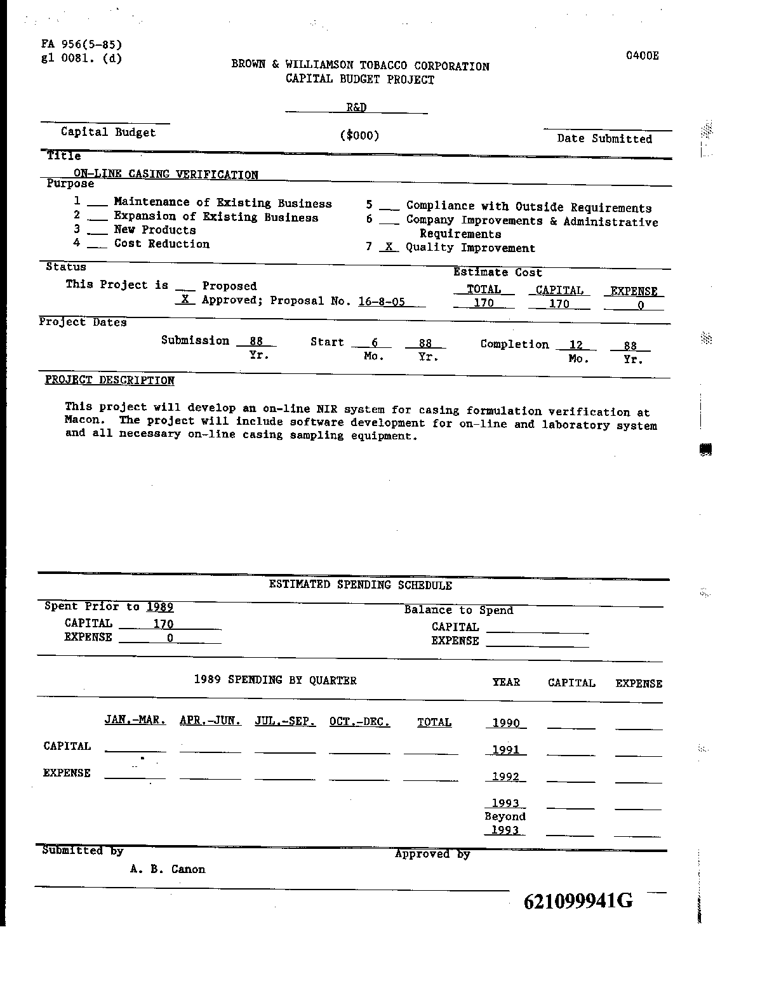 FA 956(5-85)
gl 0081. (d)
0400E
BROWN & WILLIAMSON TOBACCO CORPORATION
CAPITAL BUDGET PROJECT
R&D
Capital Budget ($000) Date Submitted
Title
ON-LINE CASING VERIFICATION
Purpose
1 ___ Maintenance of Existing Business 5 ___ Compliance with Outside Requirements
2 ___ Expansion of Existing Business 6 ___ Company Improvements & Administrative
3 ___ New Products Requirements
4 ___ Cost Reduction 7 _X_ Quality Improvement
Status Estimate Cost
This Project is ___ Proposed TOTAL CAPITAL EXPENSE
_X_ Approved; Proposal No. 16-8-05 170 170 0
Project Dates
Submission 88 Start 6 88 Completion 12 88
Yr. Mo. Yr. Mo. Yr.
PROJECT DESCRIPTION
This project will develop an on-line NIR system for casing formulation verification at
Macon. The project will include software development for on-line and laboratory system
and all necessary on-line casing sampling equipment.
ESTIMATED SPENDING SCHEDULE
Spent Prior to 1989 Balance to Spend
CAPITAL 170 CAPITAL
EXPENSE 0 EXPENSE
1989 SPENDING BY QUARTER YEAR CAPITAL EXPENSE
JAN.-MAR. APR.-JUN. JUL.-SEP. OCT.-DEC. TOTAL 1990
CAPITAL 1991
EXPENSE 1992
1993
Beyond
1993
Submitted by Approved by
A. B. Canon
621099941G